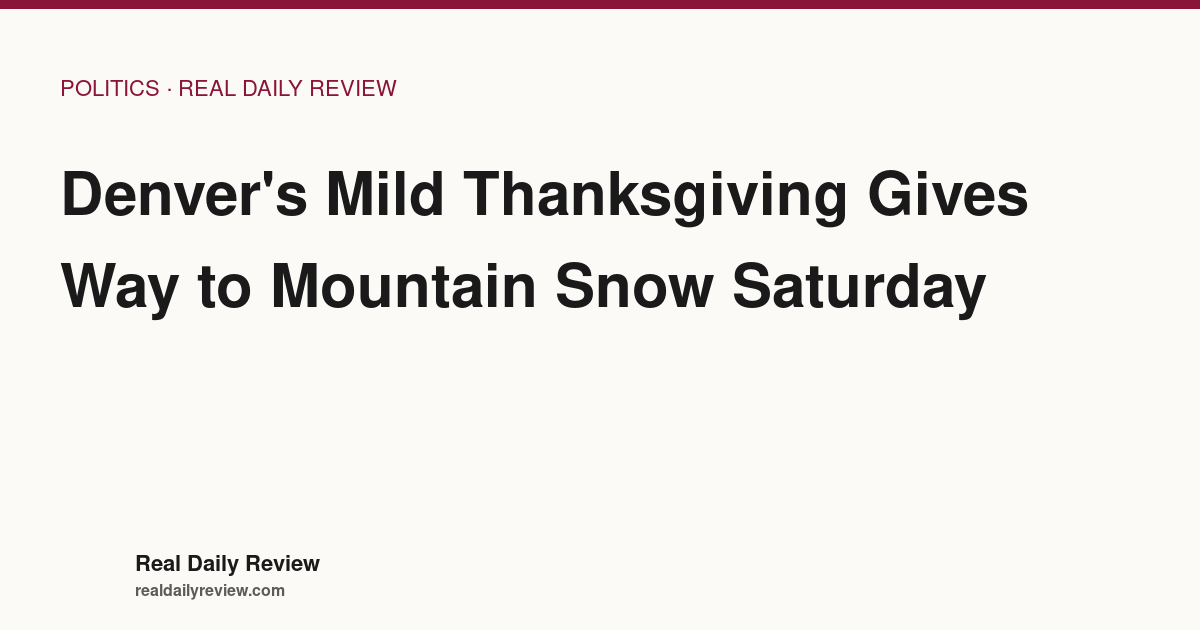 POLITICS · REAL DAILY REVIEW
Denver's Mild Thanksgiving Gives
Way to Mountain Snow Saturday
Real Daily Review
realdailyreview.com